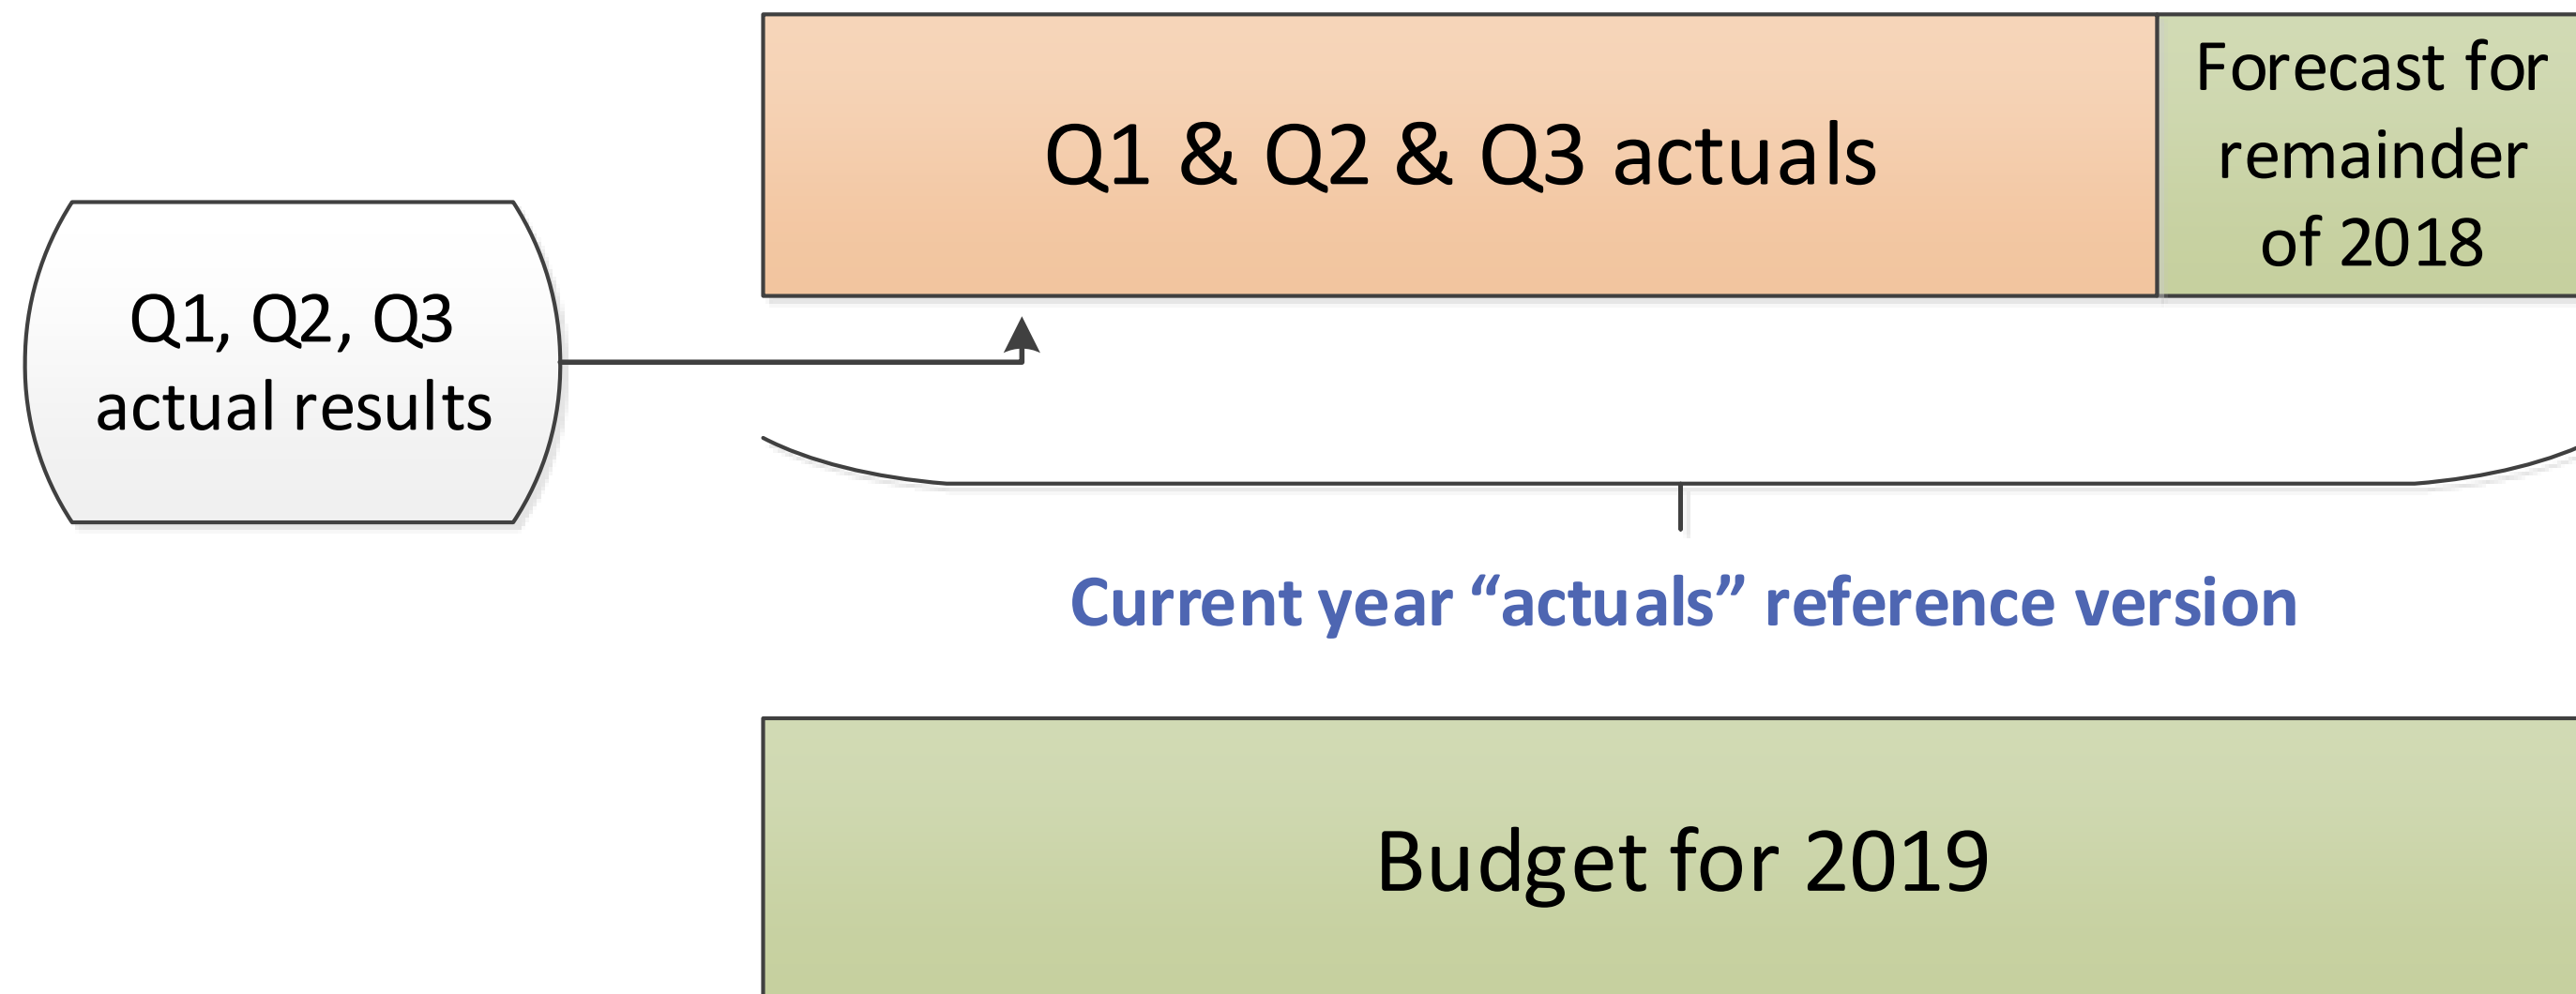 Q1 & Q2 & Q3 actuals
Forecast for
remainder
of 2018
Q1, Q2, Q3
actual results
Current year “actuals” reference version
Budget for 2019